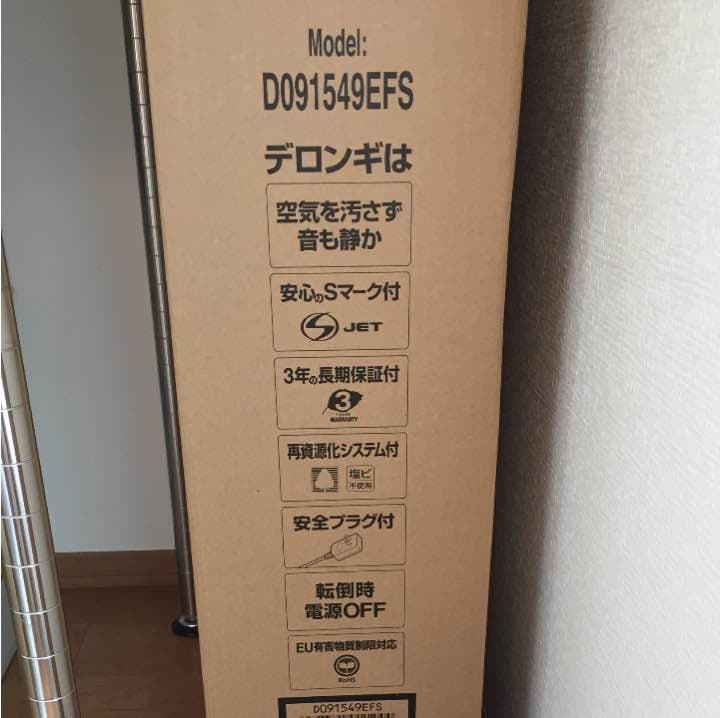 Model:
D091549EFS
デロンギは
空気を汚さず
音も静か
安心のSマーク付
S JET
3年の長期保証付
3
WARRANTY
再資源化システム付
塩ビ
不使用
安全プラグ付
転倒時
電源OFF
EU有害物質制限対応
RoHS
D091549EFS